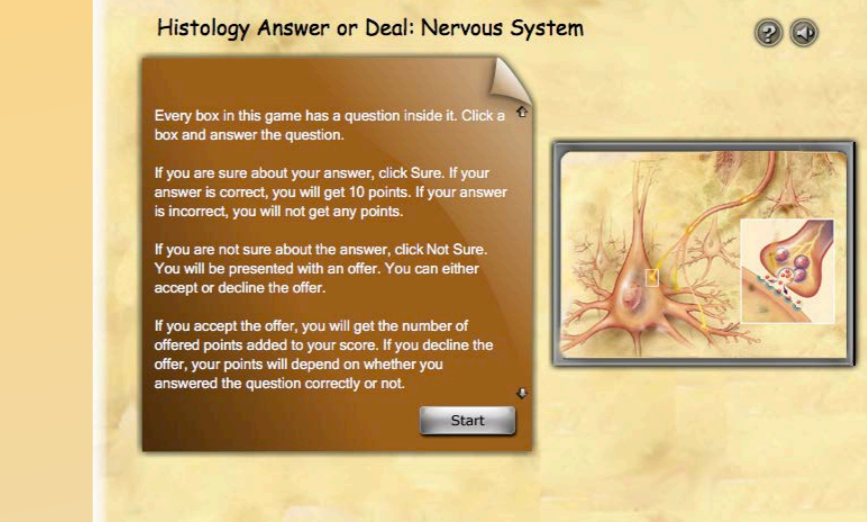 Histology Answer or Deal: Nervous System
?
Every box in this game has a question inside it. Click a
box and answer the question.
If you are sure about your answer, click Sure. If your
answer is correct, you will get 10 points. If your answer
is incorrect, you will not get any points.
If you are not sure about the answer, click Not Sure.
You will be presented with an offer. You can either
accept or decline the offer.
If you accept the offer, you will get the number of
offered points added to your score. If you decline the
offer, your points will depend on whether you
answered the question correctly or not.
Start